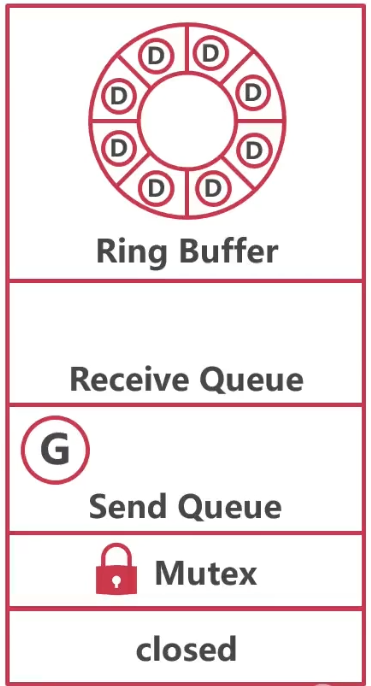 D D
D D
D D
D D
Ring Buffer
Receive Queue
G
Send Queue
Mutex
closed